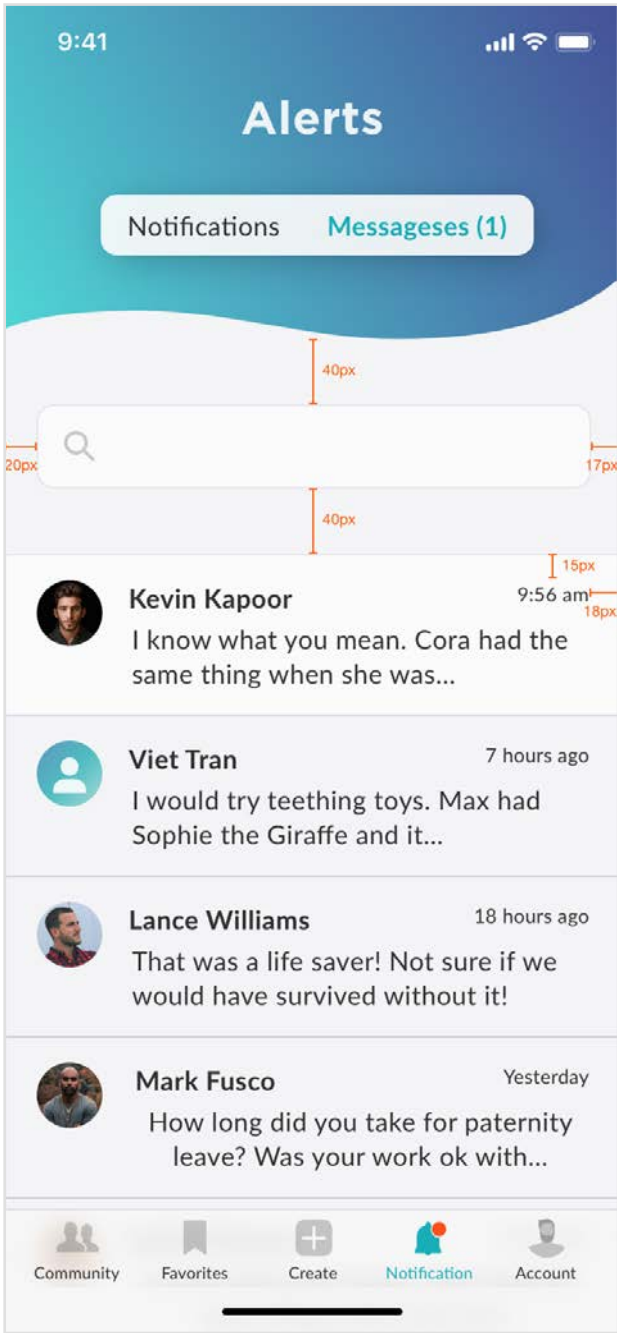 9:41
Alerts
Notifications Messageses (1)
40px
20px 17px
40px
15px
Kevin Kapoor 9:56 am
18px
I know what you mean. Cora had the
same thing when she was...
Viet Tran 7 hours ago
I would try teething toys. Max had
Sophie the Giraffe and it...
Lance Williams 18 hours ago
That was a life saver! Not sure if we
would have survived without it!
Mark Fusco Yesterday
How long did you take for paternity
leave? Was your work ok with...
Community Favorites Create Notification Account